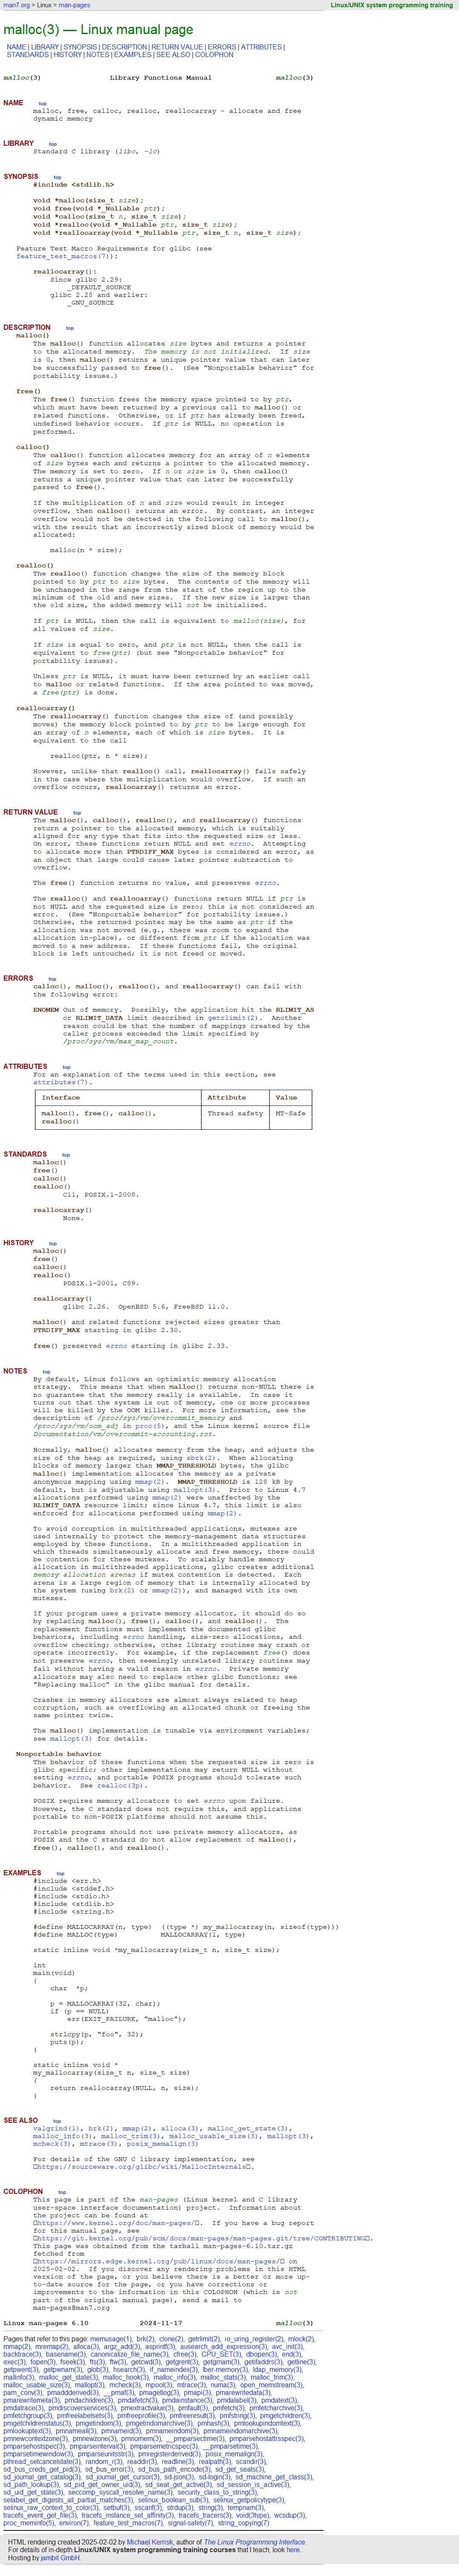 man7.org > Linux > man-pages
Linux/UNIX system programming training
malloc(3) — Linux manual page
NAME | LIBRARY | SYNOPSIS | DESCRIPTION | RETURN VALUE | ERRORS | ATTRIBUTES |
STANDARDS | HISTORY | NOTES | EXAMPLES | SEE ALSO | COLOPHON
malloc(3) Library Functions Manual malloc(3)
NAME top
malloc, free, calloc, realloc, reallocarray - allocate and free
dynamic memory
LIBRARY top
Standard C library (libc, -lc)
SYNOPSIS top
#include <stdlib.h>
void *malloc(size_t size);
void free(void *_Nullable ptr);
void *calloc(size_t n, size_t size);
void *realloc(void *_Nullable ptr, size_t size);
void *reallocarray(void *_Nullable ptr, size_t n, size_t size);
Feature Test Macro Requirements for glibc (see
feature_test_macros(7)):
reallocarray():
Since glibc 2.29:
_DEFAULT_SOURCE
glibc 2.28 and earlier:
_GNU_SOURCE
DESCRIPTION top
malloc()
The malloc() function allocates size bytes and returns a pointer
to the allocated memory. The memory is not initialized. If size
is 0, then malloc() returns a unique pointer value that can later
be successfully passed to free(). (See "Nonportable behavior" for
portability issues.)
free()
The free() function frees the memory space pointed to by ptr,
which must have been returned by a previous call to malloc() or
related functions. Otherwise, or if ptr has already been freed,
undefined behavior occurs. If ptr is NULL, no operation is
performed.
calloc()
The calloc() function allocates memory for an array of n elements
of size bytes each and returns a pointer to the allocated memory.
The memory is set to zero. If n or size is 0, then calloc()
returns a unique pointer value that can later be successfully
passed to free().
If the multiplication of n and size would result in integer
overflow, then calloc() returns an error. By contrast, an integer
overflow would not be detected in the following call to malloc(),
with the result that an incorrectly sized block of memory would be
allocated:
malloc(n * size);
realloc()
The realloc() function changes the size of the memory block
pointed to by ptr to size bytes. The contents of the memory will
be unchanged in the range from the start of the region up to the
minimum of the old and new sizes. If the new size is larger than
the old size, the added memory will not be initialized.
If ptr is NULL, then the call is equivalent to malloc(size), for
all values of size.
If size is equal to zero, and ptr is not NULL, then the call is
equivalent to free(ptr) (but see "Nonportable behavior" for
portability issues).
Unless ptr is NULL, it must have been returned by an earlier call
to malloc or related functions. If the area pointed to was moved,
a free(ptr) is done.
reallocarray()
The reallocarray() function changes the size of (and possibly
moves) the memory block pointed to by ptr to be large enough for
an array of n elements, each of which is size bytes. It is
equivalent to the call
realloc(ptr, n * size);
However, unlike that realloc() call, reallocarray() fails safely
in the case where the multiplication would overflow. If such an
overflow occurs, reallocarray() returns an error.
RETURN VALUE top
The malloc(), calloc(), realloc(), and reallocarray() functions
return a pointer to the allocated memory, which is suitably
aligned for any type that fits into the requested size or less.
On error, these functions return NULL and set errno. Attempting
to allocate more than PTRDIFF_MAX bytes is considered an error, as
an object that large could cause later pointer subtraction to
overflow.
The free() function returns no value, and preserves errno.
The realloc() and reallocarray() functions return NULL if ptr is
not NULL and the requested size is zero; this is not considered an
error. (See "Nonportable behavior" for portability issues.)
Otherwise, the returned pointer may be the same as ptr if the
allocation was not moved (e.g., there was room to expand the
allocation in-place), or different from ptr if the allocation was
moved to a new address. If these functions fail, the original
block is left untouched; it is not freed or moved.
ERRORS top
calloc(), malloc(), realloc(), and reallocarray() can fail with
the following error:
ENOMEM Out of memory. Possibly, the application hit the RLIMIT_AS
or RLIMIT_DATA limit described in getrlimit(2). Another
reason could be that the number of mappings created by the
caller process exceeded the limit specified by
/proc/sys/vm/max_map_count.
ATTRIBUTES top
For an explanation of the terms used in this section, see
attributes(7).
Interface Attribute Value
malloc(), free(), calloc(), Thread safety MT-Safe
realloc()
STANDARDS top
malloc()
free()
calloc()
realloc()
C11, POSIX.1-2008.
reallocarray()
None.
HISTORY top
malloc()
free()
calloc()
realloc()
POSIX.1-2001, C89.
reallocarray()
glibc 2.26. OpenBSD 5.6, FreeBSD 11.0.
malloc() and related functions rejected sizes greater than
PTRDIFF_MAX starting in glibc 2.30.
free() preserved errno starting in glibc 2.33.
NOTES top
By default, Linux follows an optimistic memory allocation
strategy. This means that when malloc() returns non-NULL there is
no guarantee that the memory really is available. In case it
turns out that the system is out of memory, one or more processes
will be killed by the OOM killer. For more information, see the
description of /proc/sys/vm/overcommit_memory and
/proc/sys/vm/oom_adj in proc(5), and the Linux kernel source file
Documentation/vm/overcommit-accounting.rst.
Normally, malloc() allocates memory from the heap, and adjusts the
size of the heap as required, using sbrk(2). When allocating
blocks of memory larger than MMAP_THRESHOLD bytes, the glibc
malloc() implementation allocates the memory as a private
anonymous mapping using mmap(2). MMAP_THRESHOLD is 128 kB by
default, but is adjustable using mallopt(3). Prior to Linux 4.7
allocations performed using mmap(2) were unaffected by the
RLIMIT_DATA resource limit; since Linux 4.7, this limit is also
enforced for allocations performed using mmap(2).
To avoid corruption in multithreaded applications, mutexes are
used internally to protect the memory-management data structures
employed by these functions. In a multithreaded application in
which threads simultaneously allocate and free memory, there could
be contention for these mutexes. To scalably handle memory
allocation in multithreaded applications, glibc creates additional
memory allocation arenas if mutex contention is detected. Each
arena is a large region of memory that is internally allocated by
the system (using brk(2) or mmap(2)), and managed with its own
mutexes.
If your program uses a private memory allocator, it should do so
by replacing malloc(), free(), calloc(), and realloc(). The
replacement functions must implement the documented glibc
behaviors, including errno handling, size-zero allocations, and
overflow checking; otherwise, other library routines may crash or
operate incorrectly. For example, if the replacement free() does
not preserve errno, then seemingly unrelated library routines may
fail without having a valid reason in errno. Private memory
allocators may also need to replace other glibc functions; see
"Replacing malloc" in the glibc manual for details.
Crashes in memory allocators are almost always related to heap
corruption, such as overflowing an allocated chunk or freeing the
same pointer twice.
The malloc() implementation is tunable via environment variables;
see mallopt(3) for details.
Nonportable behavior
The behavior of these functions when the requested size is zero is
glibc specific; other implementations may return NULL without
setting errno, and portable POSIX programs should tolerate such
behavior. See realloc(3p).
POSIX requires memory allocators to set errno upon failure.
However, the C standard does not require this, and applications
portable to non-POSIX platforms should not assume this.
Portable programs should not use private memory allocators, as
POSIX and the C standard do not allow replacement of malloc(),
free(), calloc(), and realloc().
EXAMPLES top
#include <err.h>
#include <stddef.h>
#include <stdio.h>
#include <stdlib.h>
#include <string.h>
#define MALLOCARRAY(n, type) ((type *) my_mallocarray(n, sizeof(type)))
#define MALLOC(type) MALLOCARRAY(1, type)
static inline void *my_mallocarray(size_t n, size_t size);
int
main(void)
{
char *p;
p = MALLOCARRAY(32, char);
if (p == NULL)
err(EXIT_FAILURE, "malloc");
strlcpy(p, "foo", 32);
puts(p);
}
static inline void *
my_mallocarray(size_t n, size_t size)
{
return reallocarray(NULL, n, size);
}
SEE ALSO top
valgrind(1), brk(2), mmap(2), alloca(3), malloc_get_state(3),
malloc_info(3), malloc_trim(3), malloc_usable_size(3), mallopt(3),
mcheck(3), mtrace(3), posix_memalign(3)
For details of the GNU C library implementation, see
https://sourceware.org/glibc/wiki/MallocInternals.
COLOPHON top
This page is part of the man-pages (Linux kernel and C library
user-space interface documentation) project. Information about
the project can be found at
https://www.kernel.org/doc/man-pages/. If you have a bug report
for this manual page, see
https://git.kernel.org/pub/scm/docs/man-pages/man-pages.git/tree/CONTRIBUTING.
This page was obtained from the tarball man-pages-6.10.tar.gz
fetched from
https://mirrors.edge.kernel.org/pub/linux/docs/man-pages/ on
2025-02-02. If you discover any rendering problems in this HTML
version of the page, or you believe there is a better or more up-
to-date source for the page, or you have corrections or
improvements to the information in this COLOPHON (which is not
part of the original manual page), send a mail to
man-pages@man7.org
Linux man-pages 6.10 2024-11-17 malloc(3)
Pages that refer to this page: memusage(1), brk(2), clone(2), getrlimit(2), io_uring_register(2), mlock(2),
mmap(2), mremap(2), alloca(3), argz_add(3), asprintf(3), ausearch_add_expression(3), avc_init(3),
backtrace(3), basename(3), canonicalize_file_name(3), cfree(3), CPU_SET(3), dbopen(3), end(3),
exec(3), fopen(3), fseek(3), fts(3), ftw(3), getcwd(3), getgrent(3), getgrnam(3), getifaddrs(3), getline(3),
getpwent(3), getpwnam(3), glob(3), hsearch(3), if_nameindex(3), lber-memory(3), ldap_memory(3),
mallinfo(3), malloc_get_state(3), malloc_hook(3), malloc_info(3), malloc_stats(3), malloc_trim(3),
malloc_usable_size(3), mallopt(3), mcheck(3), mpool(3), mtrace(3), numa(3), open_memstream(3),
pam_conv(3), pmaddderived(3), __pmaf(3), pmagetlog(3), pmapi(3), pmarewritedata(3),
pmarewritemeta(3), pmdachildren(3), pmdafetch(3), pmdainstance(3), pmdalabel(3), pmdatext(3),
pmdatrace(3), pmdiscoverservices(3), pmextractvalue(3), pmfault(3), pmfetch(3), pmfetcharchive(3),
pmfetchgroup(3), pmfreelabelsets(3), pmfreeprofile(3), pmfreeresult(3), pmfstring(3), pmgetchildren(3),
pmgetchildrenstatus(3), pmgetindom(3), pmgetindomarchive(3), pmhash(3), pmlookupindomtext(3),
pmlookuptext(3), pmnameall(3), pmnameid(3), pmnameindom(3), pmnameindomarchive(3),
pmnewcontextzone(3), pmnewzone(3), pmnomem(3), __pmparsectime(3), pmparsehostattrsspec(3),
pmparsehostspec(3), pmparseinterval(3), pmparsemetricspec(3), __pmparsetime(3),
pmparsetimewindow(3), pmparseunitsstr(3), pmregisterderived(3), posix_memalign(3),
pthread_setcancelstate(3), random_r(3), readdir(3), readline(3), realpath(3), scandir(3),
sd_bus_creds_get_pid(3), sd_bus_error(3), sd_bus_path_encode(3), sd_get_seats(3),
sd_journal_get_catalog(3), sd_journal_get_cursor(3), sd-json(3), sd-login(3), sd_machine_get_class(3),
sd_path_lookup(3), sd_pid_get_owner_uid(3), sd_seat_get_active(3), sd_session_is_active(3),
sd_uid_get_state(3), seccomp_syscall_resolve_name(3), security_class_to_string(3),
selabel_get_digests_all_partial_matches(3), selinux_boolean_sub(3), selinux_getpolicytype(3),
selinux_raw_context_to_color(3), setbuf(3), sscanf(3), strdup(3), string(3), tempnam(3),
tracefs_event_get_file(3), tracefs_instance_set_affinity(3), tracefs_tracers(3), void(3type), wcsdup(3),
proc_meminfo(5), environ(7), feature_test_macros(7), signal-safety(7), string_copying(7)
HTML rendering created 2025-02-02 by Michael Kerrisk, author of The Linux Programming Interface.
For details of in-depth Linux/UNIX system programming training courses that I teach, look here.
Hosting by jambit GmbH.